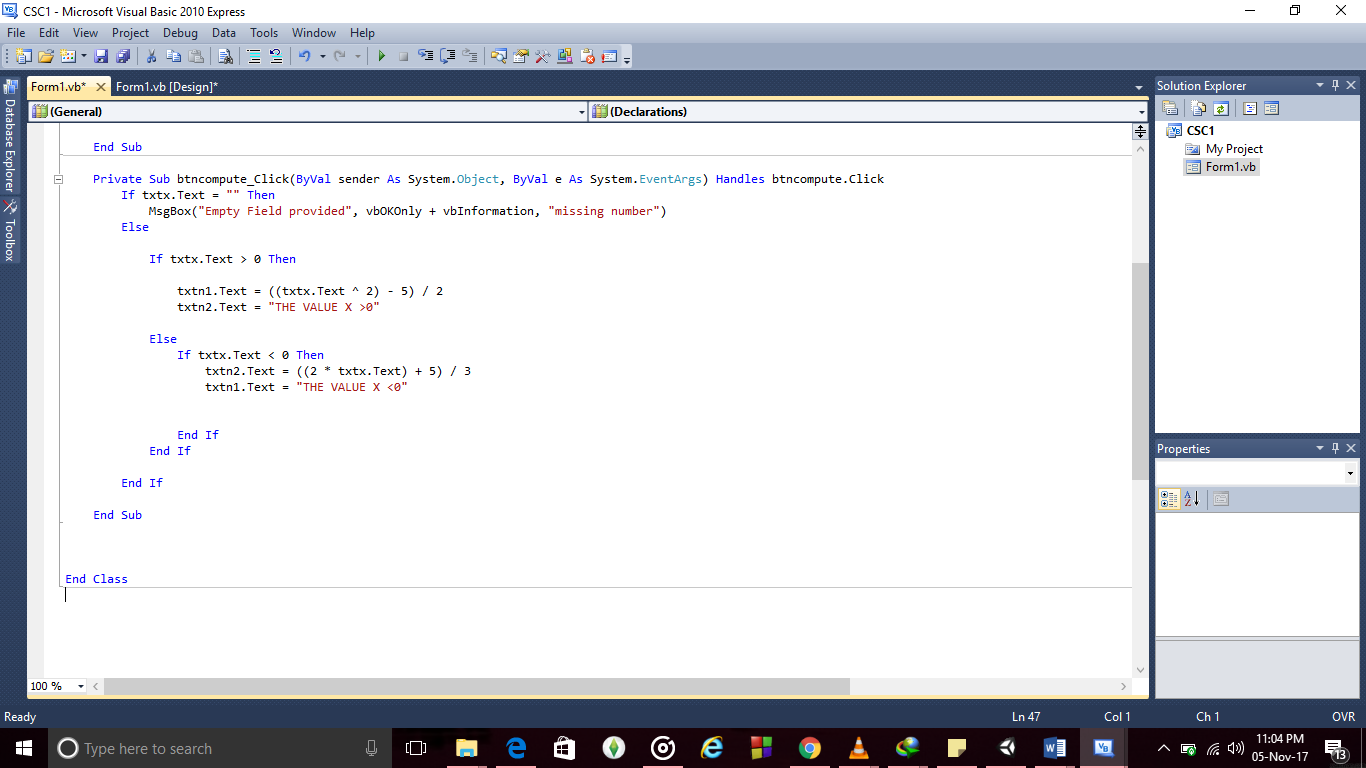 CSC1 - Microsoft Visual Basic 2010 Express
File Edit View Project Debug Data Tools Window Help
Form1.vb* Form1.vb [Design]*
(General) (Declarations)
Database Explorer
Toolbox
End Sub
Private Sub btncompute_Click(ByVal sender As System.Object, ByVal e As System.EventArgs) Handles btncompute.Click
If txtx.Text = "" Then
MsgBox("Empty Field provided", vbOKOnly + vbInformation, "missing number")
Else
If txtx.Text > 0 Then
txtn1.Text = ((txtx.Text ^ 2) - 5) / 2
txtn2.Text = "THE VALUE X >0"
Else
If txtx.Text < 0 Then
txtn2.Text = ((2 * txtx.Text) + 5) / 3
txtn1.Text = "THE VALUE X <0"
End If
End If
End If
End Sub
End Class
100 %
Solution Explorer
CSC1
My Project
Form1.vb
Properties
Ready Ln 47 Col 1 Ch 1 OVR
Type here to search
11:04 PM
05-Nov-17
13